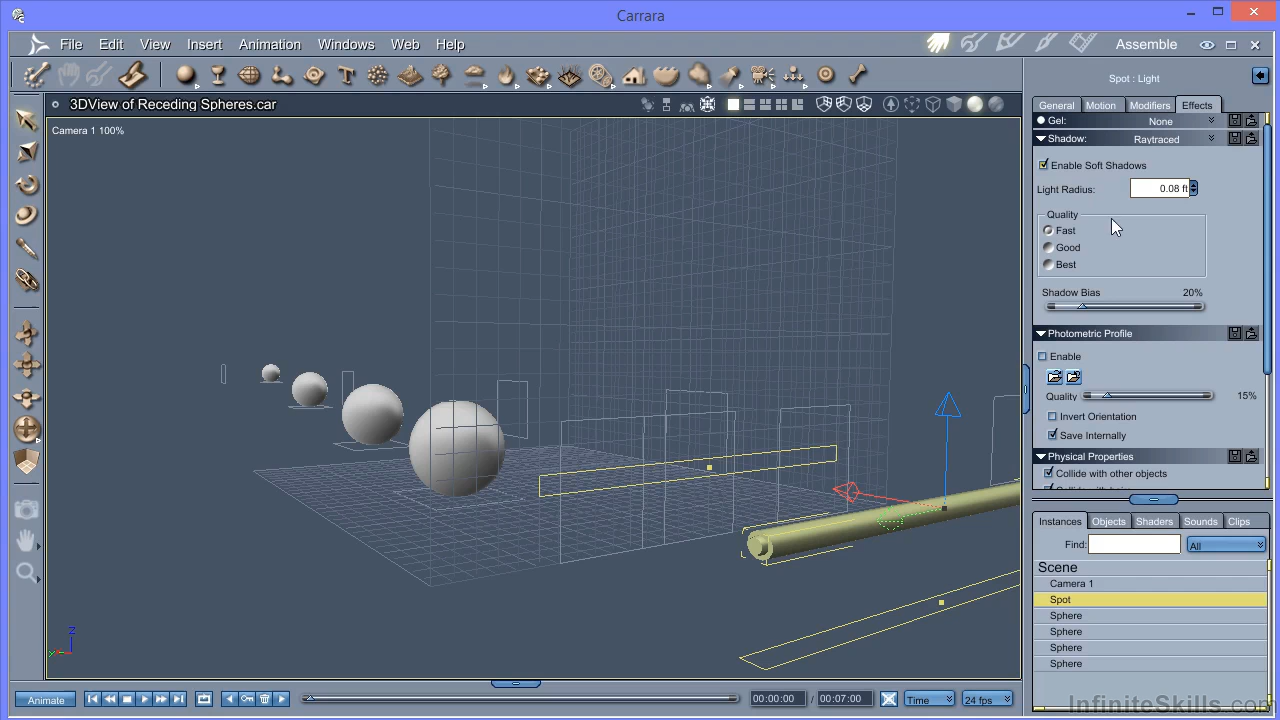 Carrara
File Edit View Insert Animation Windows Web Help
Assemble
3DView of Receding Spheres.car
Camera 1 100%
Spot : Light
General Motion Modifiers Effects
Gel: None
Shadow: Raytraced
Enable Soft Shadows
Light Radius: 0.08 ft
Quality
Fast
Good
Best
Shadow Bias 20%
Photometric Profile
Enable
Quality 15%
Invert Orientation
Save Internally
Physical Properties
Collide with other objects
Instances Objects Shaders Sounds Clips
Find: All
Scene
Camera 1
Spot
Sphere
Sphere
Sphere
Sphere
Z
Animate 00:00:00 / 00:07:00 Time 24 fps
InfiniteSkills.com